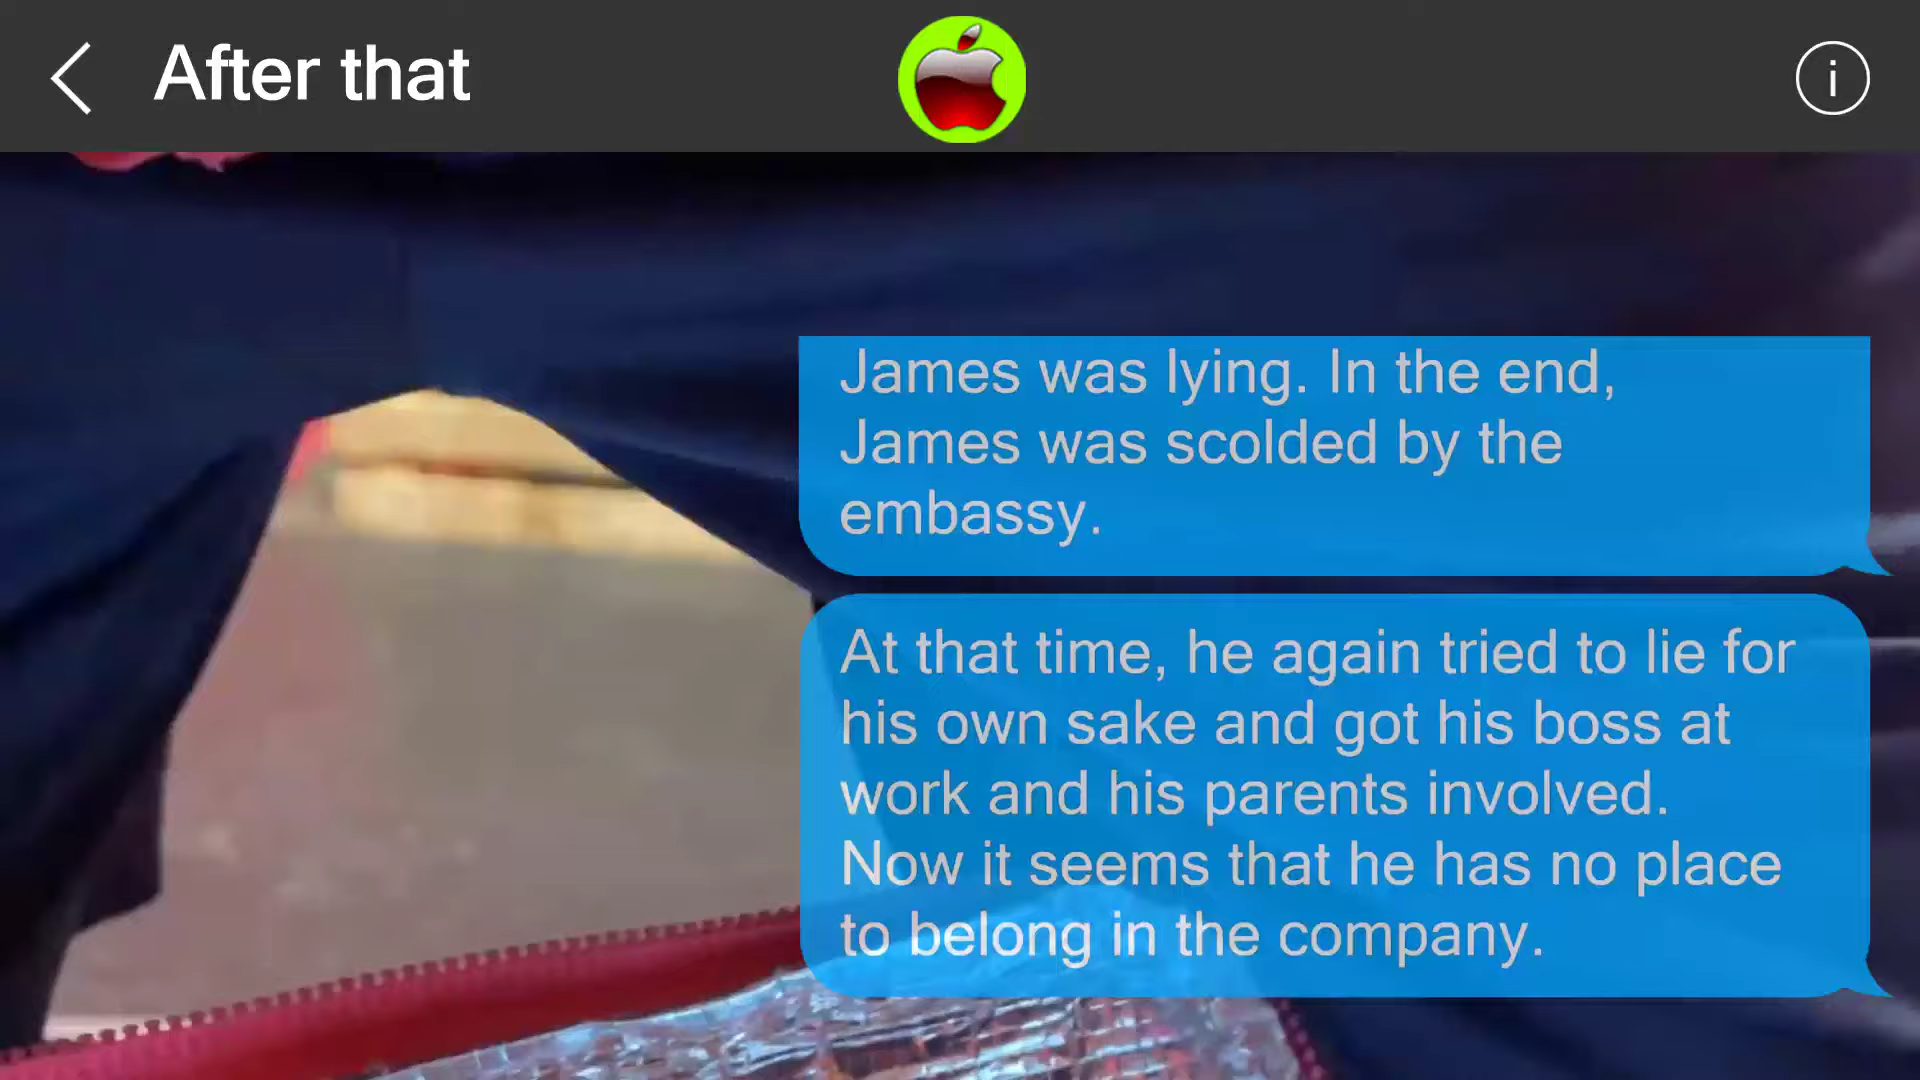 After that
i
James was lying. In the end,
James was scolded by the
embassy.
At that time, he again tried to lie for
his own sake and got his boss at
work and his parents involved.
Now it seems that he has no place
to belong in the company.